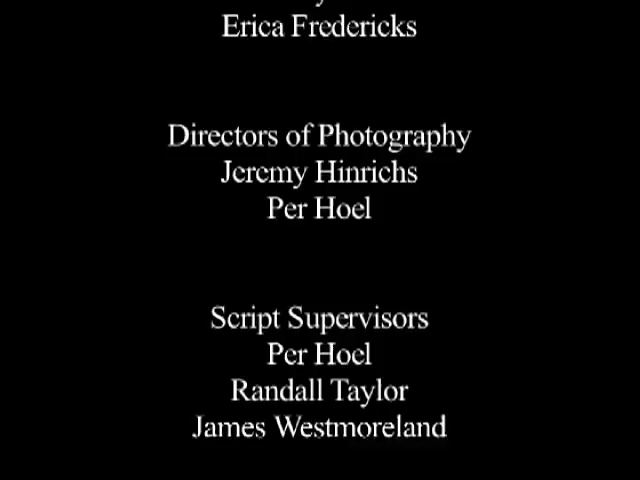 Erica Fredericks
Directors of Photography
Jeremy Hinrichs
Per Hoel
Script Supervisors
Per Hoel
Randall Taylor
James Westmoreland